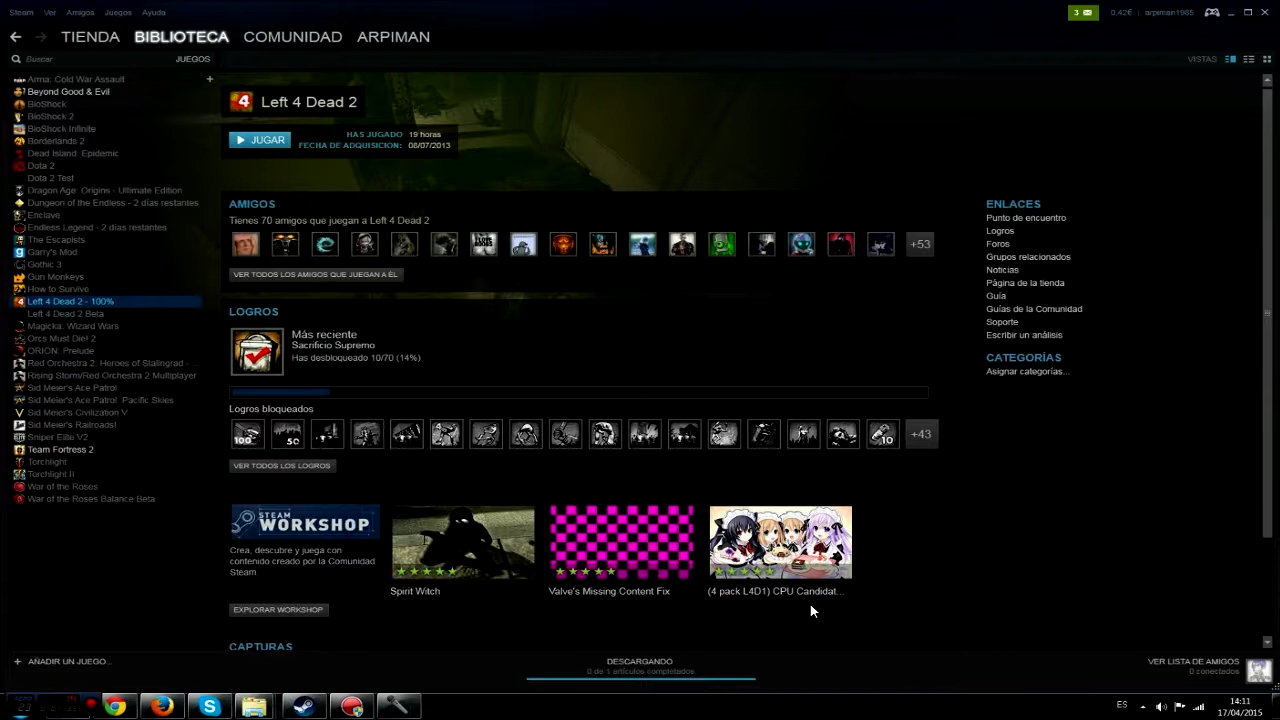 Steam Ver Amigos Juegos Ayuda
3 0,42€ arpiman1985
TIENDA BIBLIOTECA COMUNIDAD ARPIMAN
Buscar JUEGOS VISTAS
Arma: Cold War Assault
Beyond Good & Evil
BioShock
BioShock 2
BioShock Infinite
Borderlands 2
Dead Island: Epidemic
Dota 2
Dota 2 Test
Dragon Age: Origins - Ultimate Edition
Dungeon of the Endless - 2 días restantes
Enclave
Endless Legend - 2 días restantes
The Escapists
Garry's Mod
Gothic 3
Gun Monkeys
How to Survive
Left 4 Dead 2 - 100%
Left 4 Dead 2 Beta
Magicka: Wizard Wars
Orcs Must Die! 2
ORION: Prelude
Red Orchestra 2: Heroes of Stalingrad - ...
Rising Storm/Red Orchestra 2 Multiplayer
Sid Meier's Ace Patrol
Sid Meier's Ace Patrol: Pacific Skies
Sid Meier's Civilization V
Sid Meier's Railroads!
Sniper Elite V2
Team Fortress 2
Torchlight
Torchlight II
War of the Roses
War of the Roses Balance Beta
Left 4 Dead 2
JUGAR
HAS JUGADO 19 horas
FECHA DE ADQUISICIÓN: 08/07/2013
AMIGOS
Tienes 70 amigos que juegan a Left 4 Dead 2
+53
VER TODOS LOS AMIGOS QUE JUEGAN A ÉL
LOGROS
Más reciente
Sacrificio Supremo
Has desbloqueado 10/70 (14%)
Logros bloqueados
100 50 10 +43
VER TODOS LOS LOGROS
STEAM WORKSHOP
Crea, descubre y juega con
contenido creado por la Comunidad
Steam
EXPLORAR WORKSHOP
Spirit Witch
Valve's Missing Content Fix
(4 pack L4D1) CPU Candidat...
CAPTURAS
ENLACES
Punto de encuentro
Logros
Foros
Grupos relacionados
Noticias
Página de la tienda
Guía
Guías de la Comunidad
Soporte
Escribir un análisis
CATEGORÍAS
Asignar categorías...
AÑADIR UN JUEGO...
DESCARGANDO
0 de 1 artículos completados.
VER LISTA DE AMIGOS
0 conectados
ES
14:11
17/04/2015